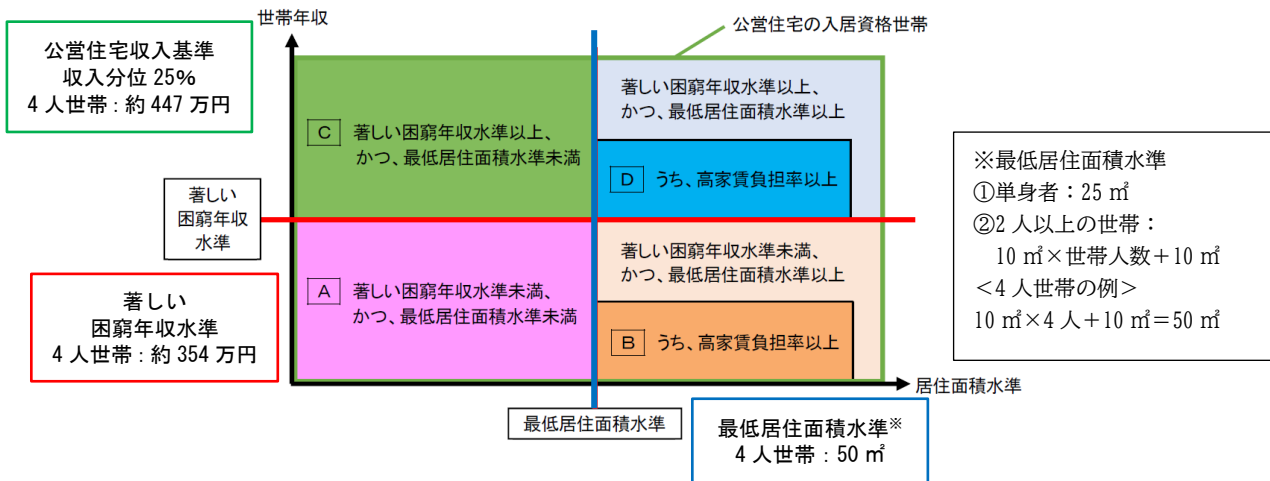 世帯年収
公営住宅の入居資格世帯
公営住宅収入基準
収入分位 25%
4 人世帯：約 447 万円
著しい困窮年収水準以上、
かつ、最低居住面積水準以上
C 著しい困窮年収水準以上、
かつ、最低居住面積水準未満
D うち、高家賃負担率以上
著しい
困窮年収
水準
※最低居住面積水準
①単身者：25 ㎡
②2 人以上の世帯：
10 ㎡×世帯人数＋10 ㎡
＜4 人世帯の例＞
10 ㎡×4 人＋10 ㎡＝50 ㎡
著しい困窮年収水準未満、
かつ、最低居住面積水準以上
A 著しい困窮年収水準未満、
かつ、最低居住面積水準未満
B うち、高家賃負担率以上
著しい
困窮年収水準
4 人世帯：約 354 万円
居住面積水準
最低居住面積水準
最低居住面積水準※
4 人世帯：50 ㎡